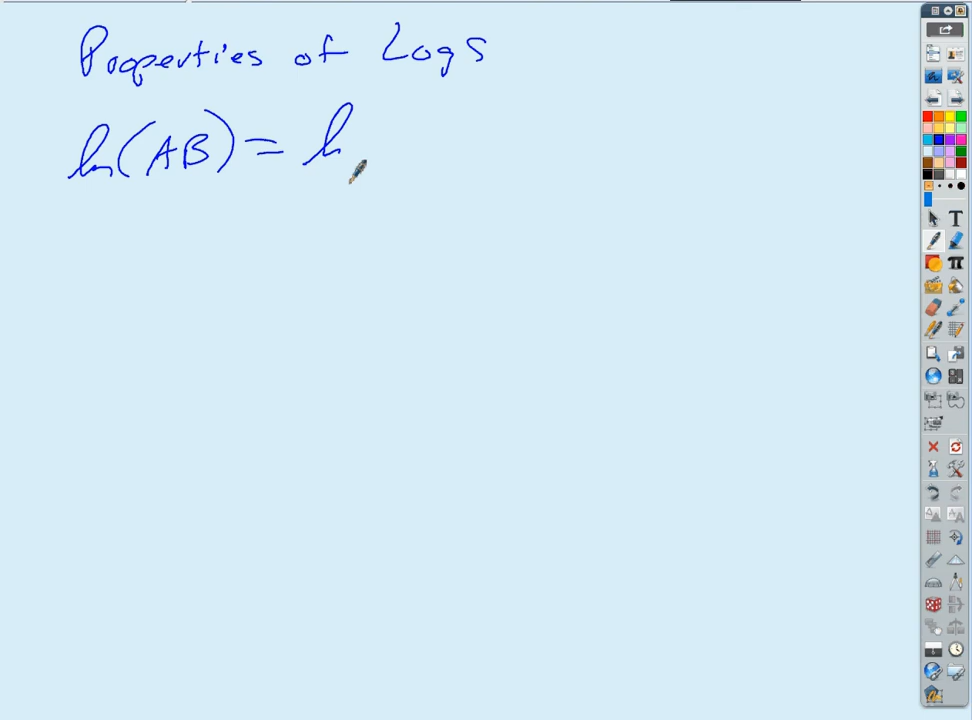 Properties of Logs
ln(AB) = l